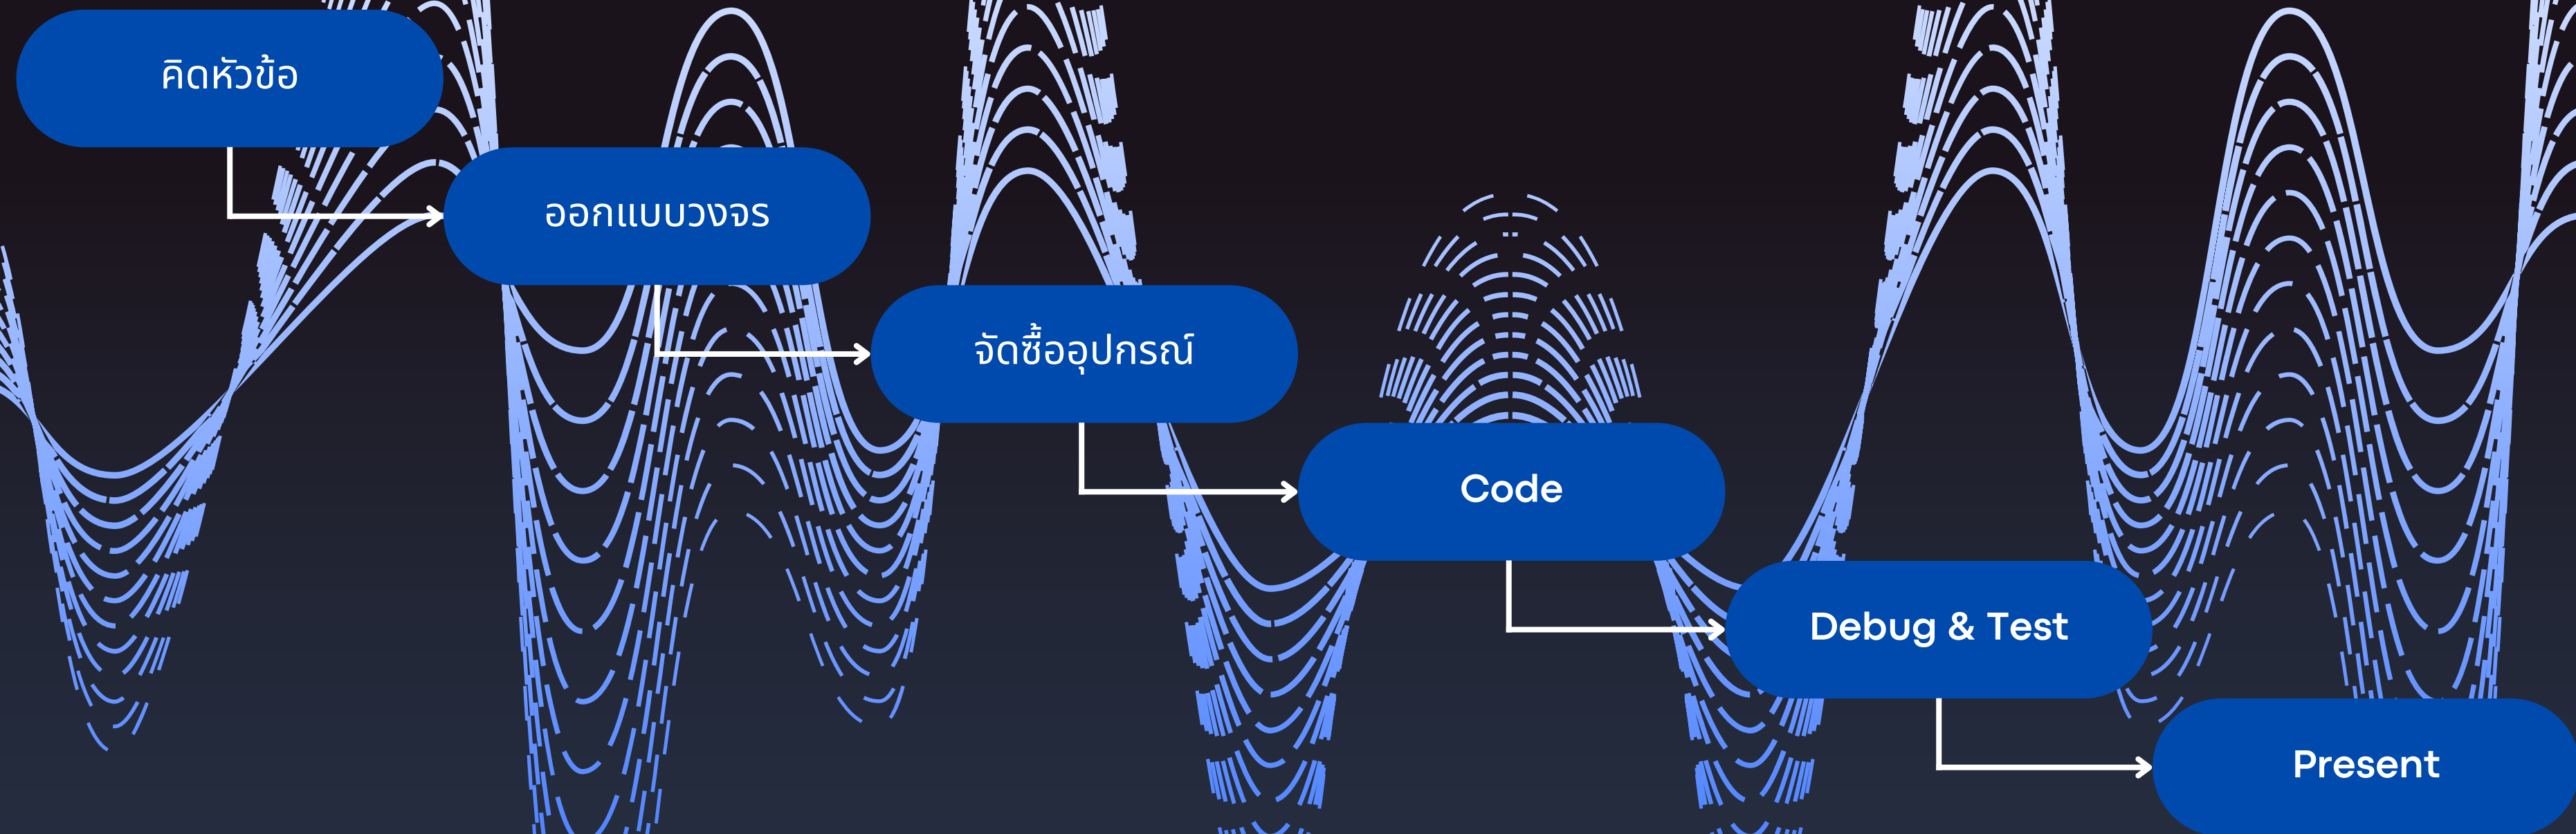 คิดหัวข้อ
ออกแบบวงจร
จัดซื้ออุปกรณ์
Code
Debug & Test
Present